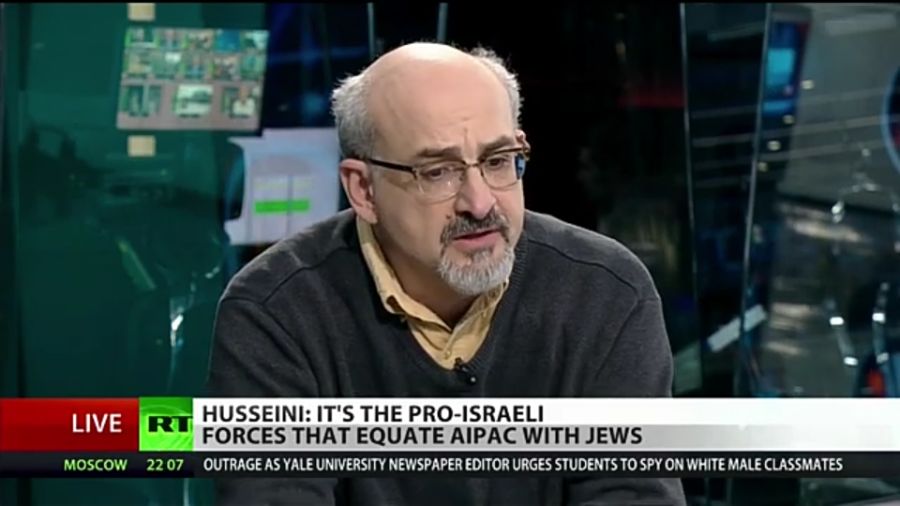 LIVE
RT
HUSSEINI: IT'S THE PRO-ISRAELI
FORCES THAT EQUATE AIPAC WITH JEWS
MOSCOW 22 07 OUTRAGE AS YALE UNIVERSITY NEWSPAPER EDITOR URGES STUDENTS TO SPY ON WHITE MALE CLASSMATES